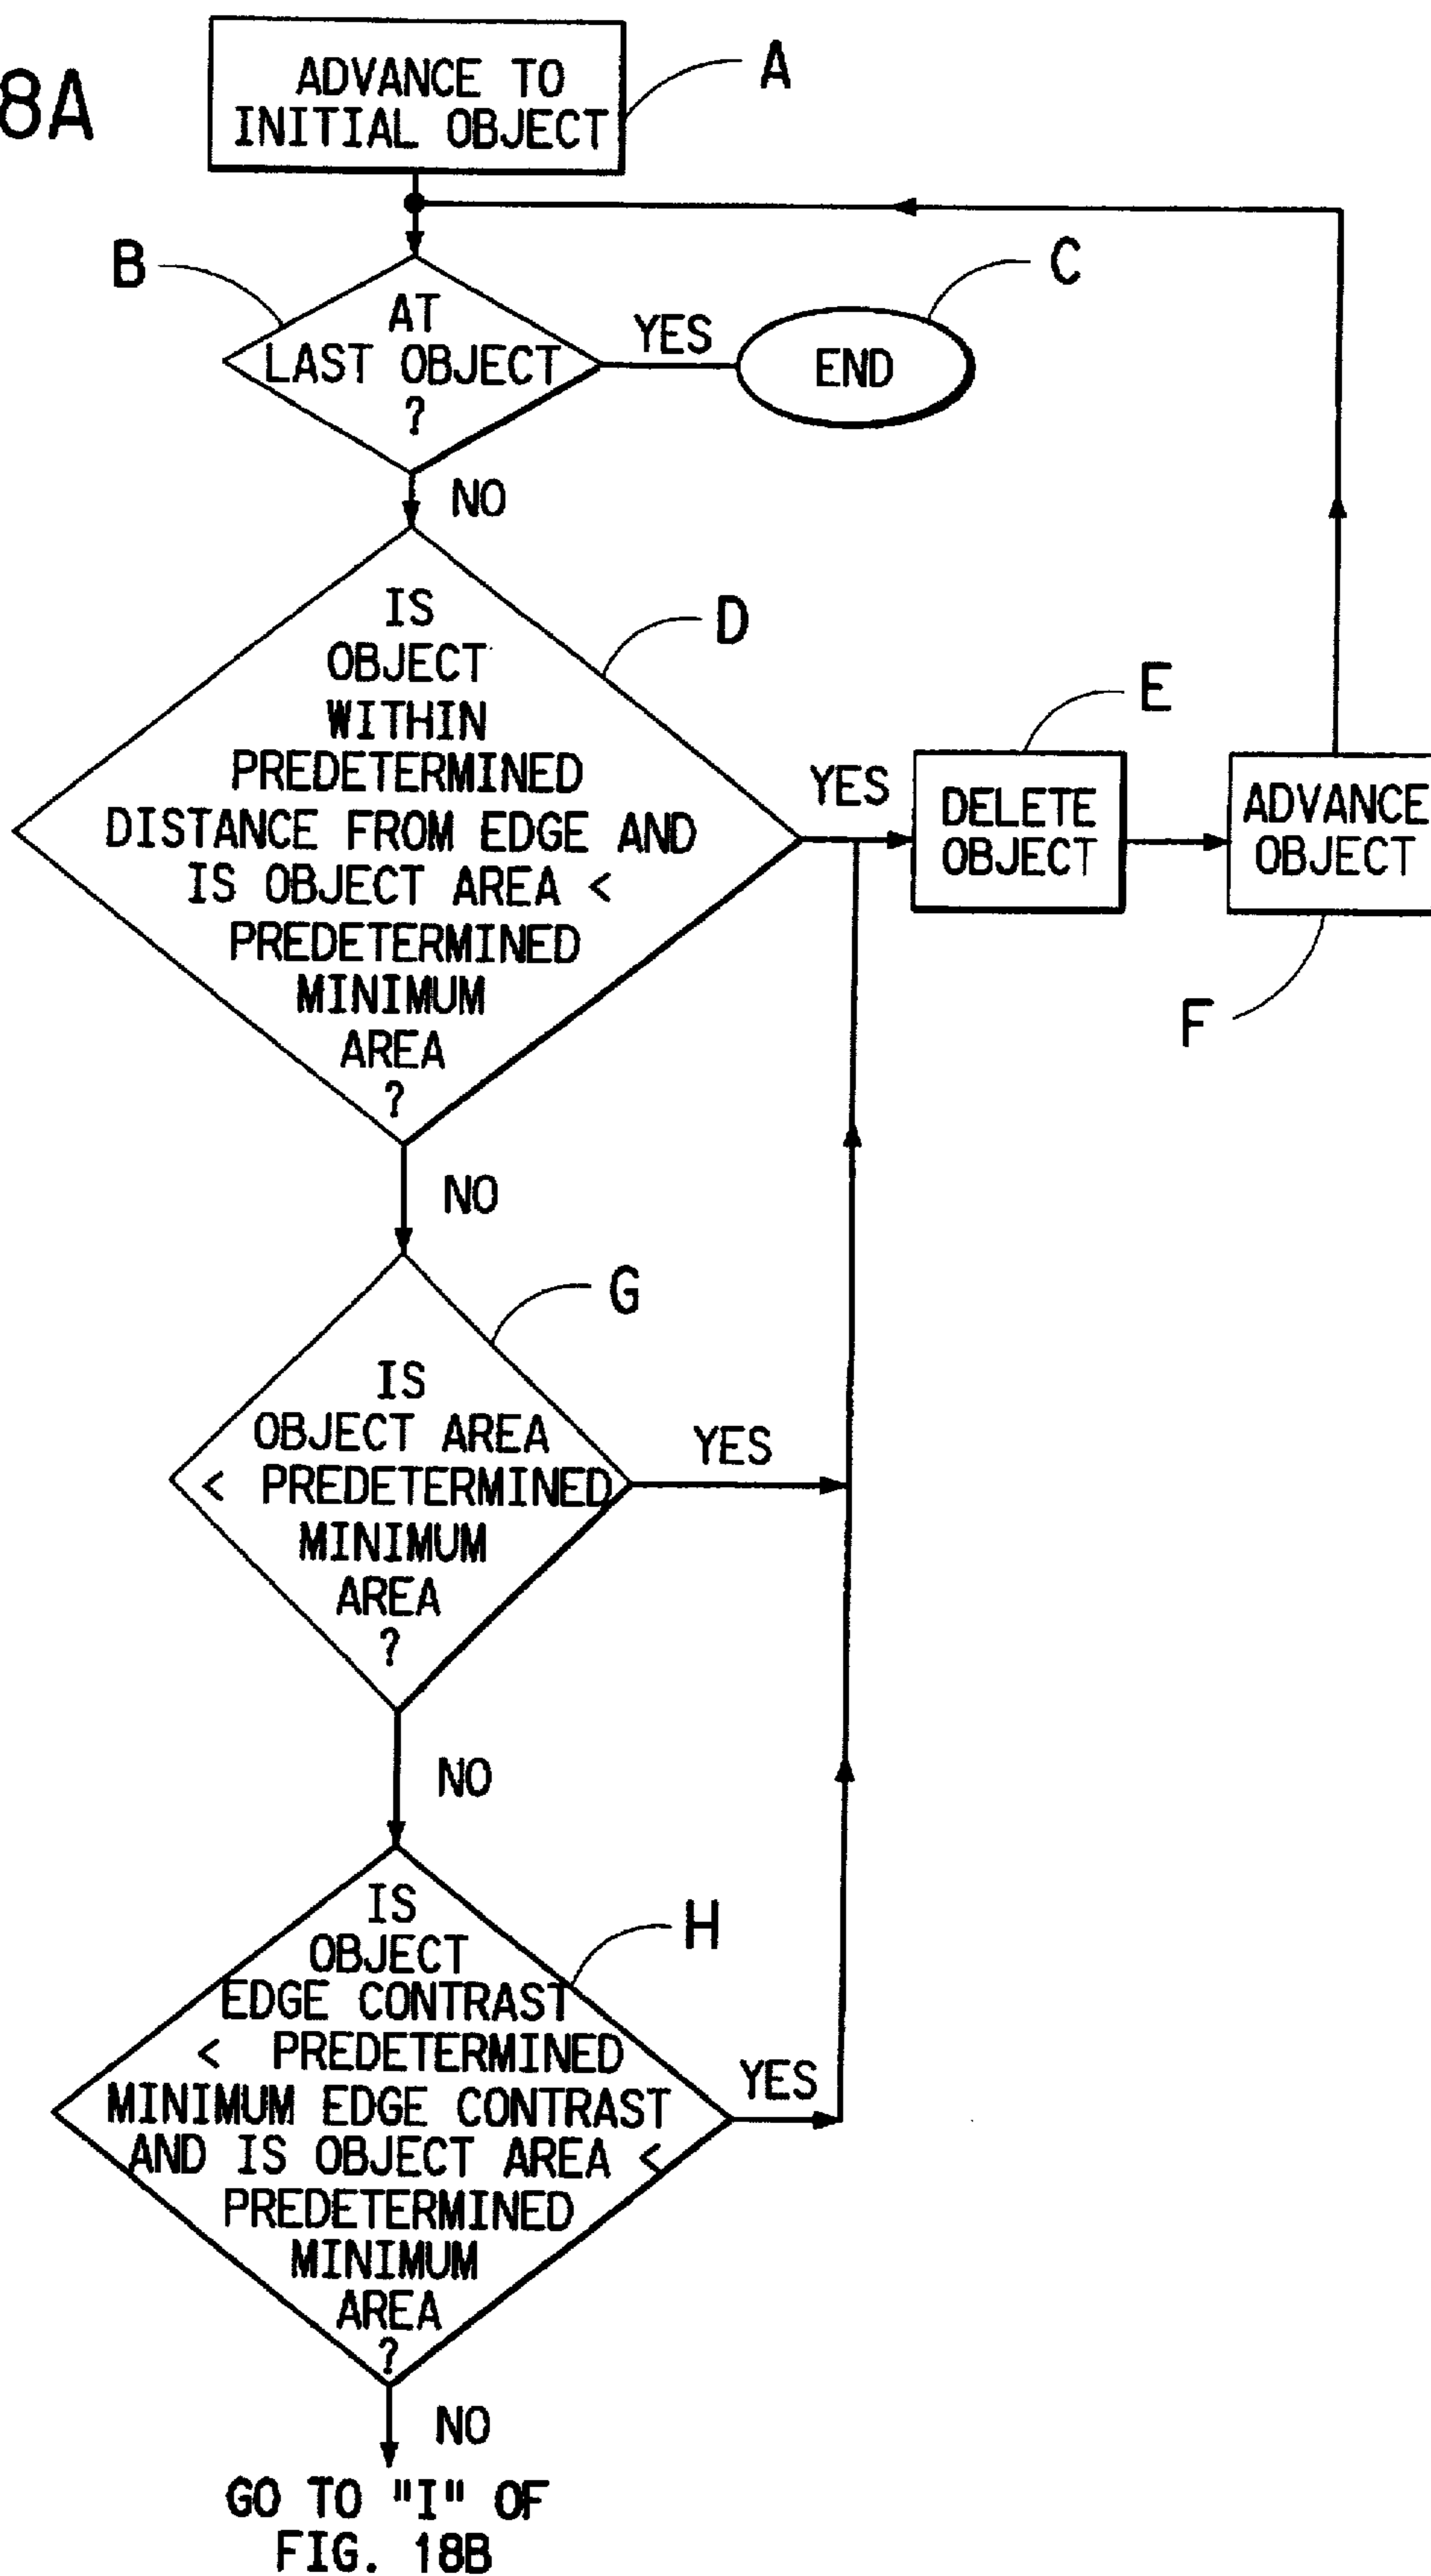 8A
ADVANCE TO
INITIAL OBJECT
A
B
AT
LAST OBJECT
?
YES
END
C
NO
IS
OBJECT
WITHIN
PREDETERMINED
DISTANCE FROM EDGE AND
IS OBJECT AREA <
PREDETERMINED
MINIMUM
AREA
?
D
YES
DELETE
OBJECT
E
ADVANCE
OBJECT
F
NO
IS
OBJECT AREA
< PREDETERMINED
MINIMUM
AREA
?
G
YES
NO
IS
OBJECT
EDGE CONTRAST
< PREDETERMINED
MINIMUM EDGE CONTRAST
AND IS OBJECT AREA <
PREDETERMINED
MINIMUM
AREA
?
H
YES
NO
GO TO "I" OF
FIG. 18B